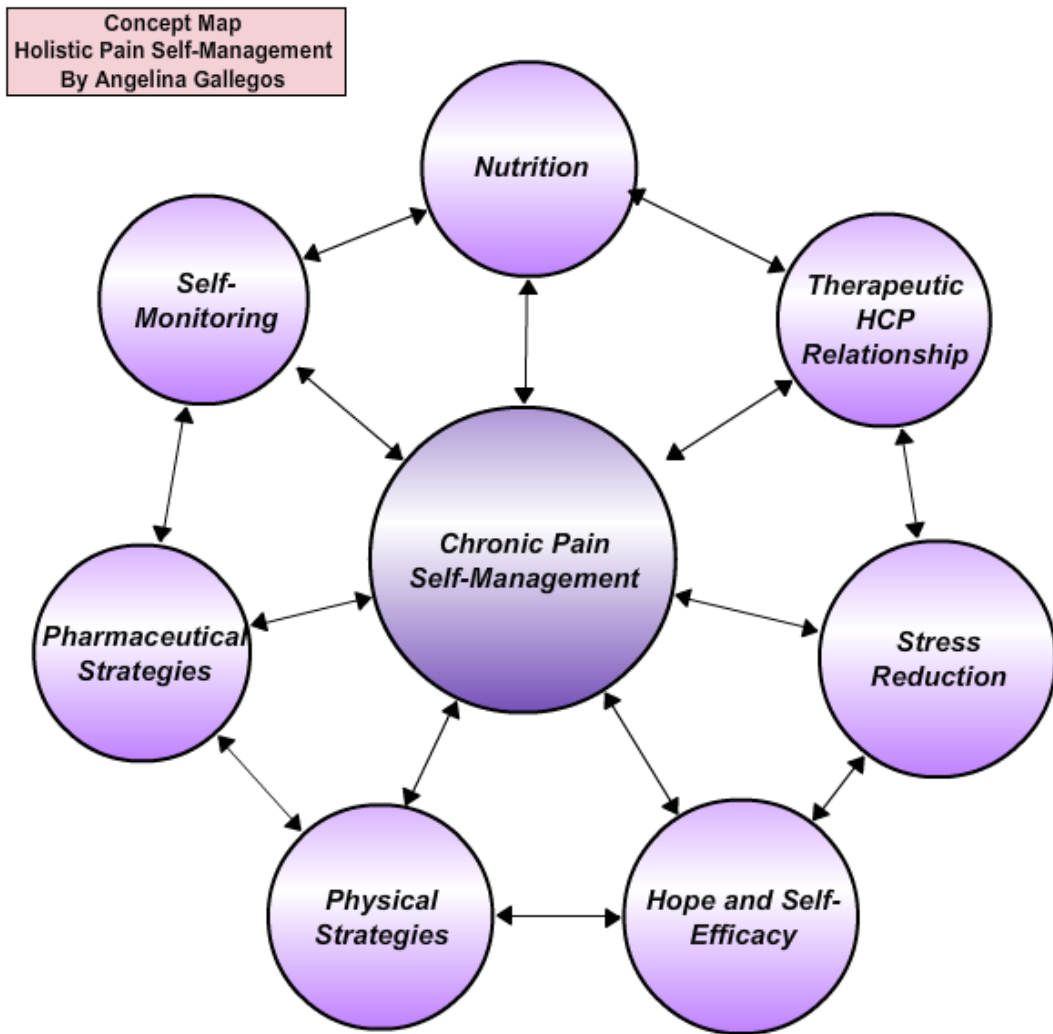 Concept Map
Holistic Pain Self-Management
By Angelina Gallegos
Nutrition
Self-
Monitoring
Therapeutic
HCP
Relationship
Chronic Pain
Self-Management
Pharmaceutical
Strategies
Stress
Reduction
Physical
Strategies
Hope and Self-
Efficacy